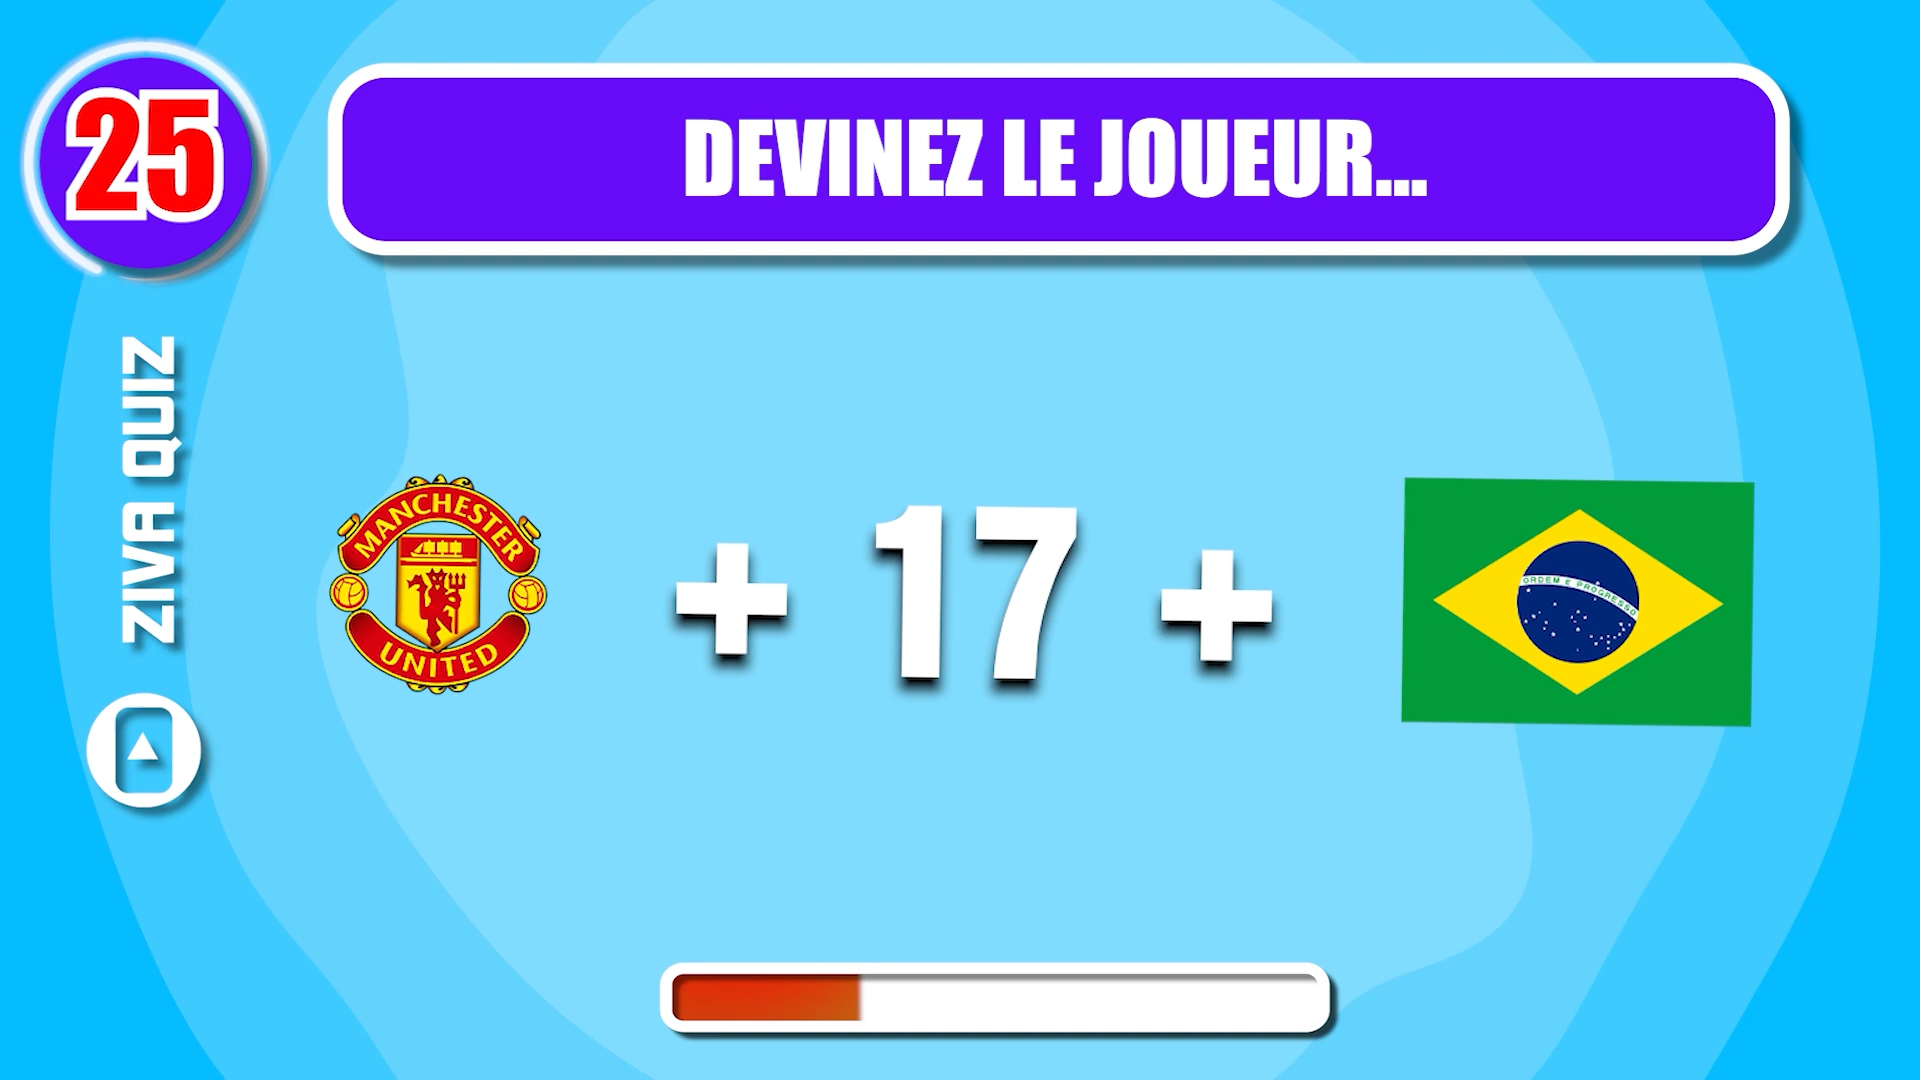 25
DEVINEZ LE JOUEUR...
ZIVA QUIZ
MANCHESTER
UNITED
+ 17 +
ORDEM E PROGRESSO